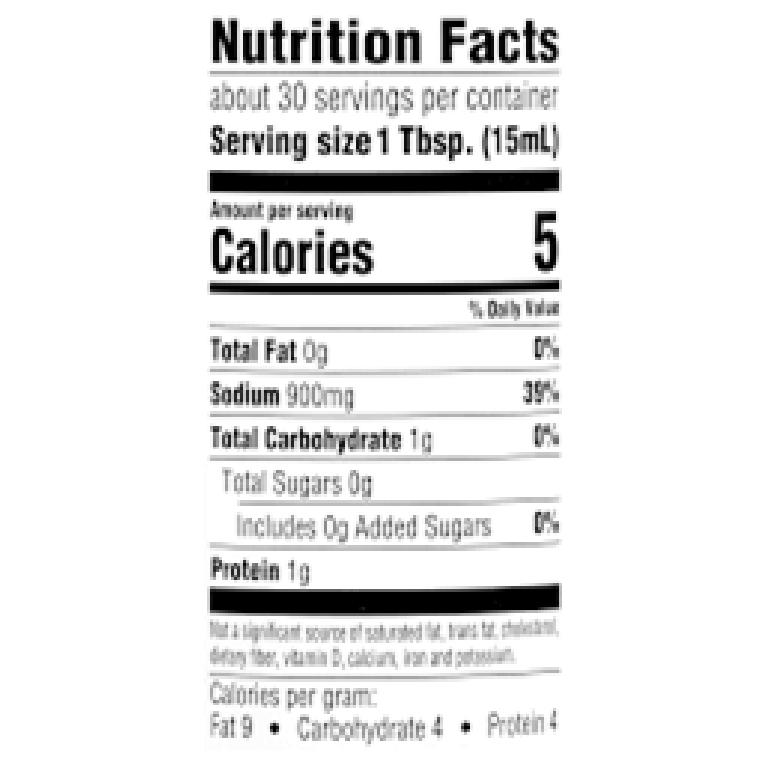 Nutrition Facts
about 30 servings per container
Serving size 1 Tbsp. (15mL)
Amount per serving
Calories 5
% Daily Value
Total Fat 0g 0%
Sodium 900mg 39%
Total Carbohydrate 1g 0%
Total Sugars 0g
Includes 0g Added Sugars 0%
Protein 1g
Not a significant source of saturated fat, trans fat, cholesterol,
dietary fiber, vitamin D, calcium, iron and potassium.
Calories per gram:
Fat 9 • Carbohydrate 4 • Protein 4